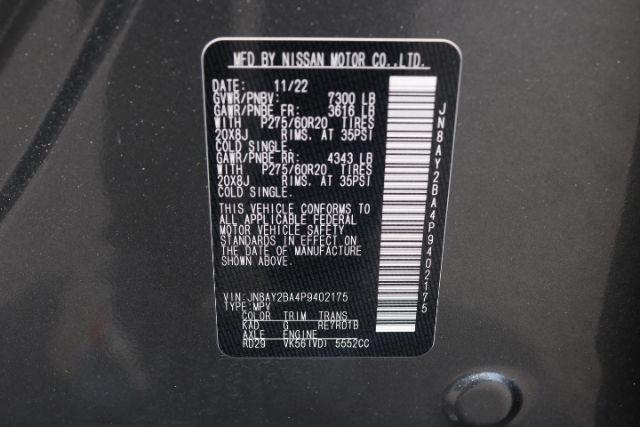 MFD BY NISSAN MOTOR CO.,LTD.
DATE: 11/22
GVWR/PNBV: 7300 LB
GAWR/PNBE FR: 3616 LB
WITH P275/60R20 TIRES
20X8J RIMS. AT 35PSI
COLD SINGLE.
GAWR/PNBE RR: 4343 LB
WITH P275/60R20 TIRES
20X8J RIMS. AT 35PSI
COLD SINGLE.
THIS VEHICLE CONFORMS TO
ALL APPLICABLE FEDERAL
MOTOR VEHICLE SAFETY
STANDARDS IN EFFECT ON
THE DATE OF MANUFACTURE
SHOWN ABOVE.
VIN:JN8AY2BA4P9402175
TYPE:MPV
COLOR TRIM TRANS
KAD G RE7R01B
AXLE ENGINE
RD29 VK56(VD) 5552CC
JN8AY2BA4P9402175